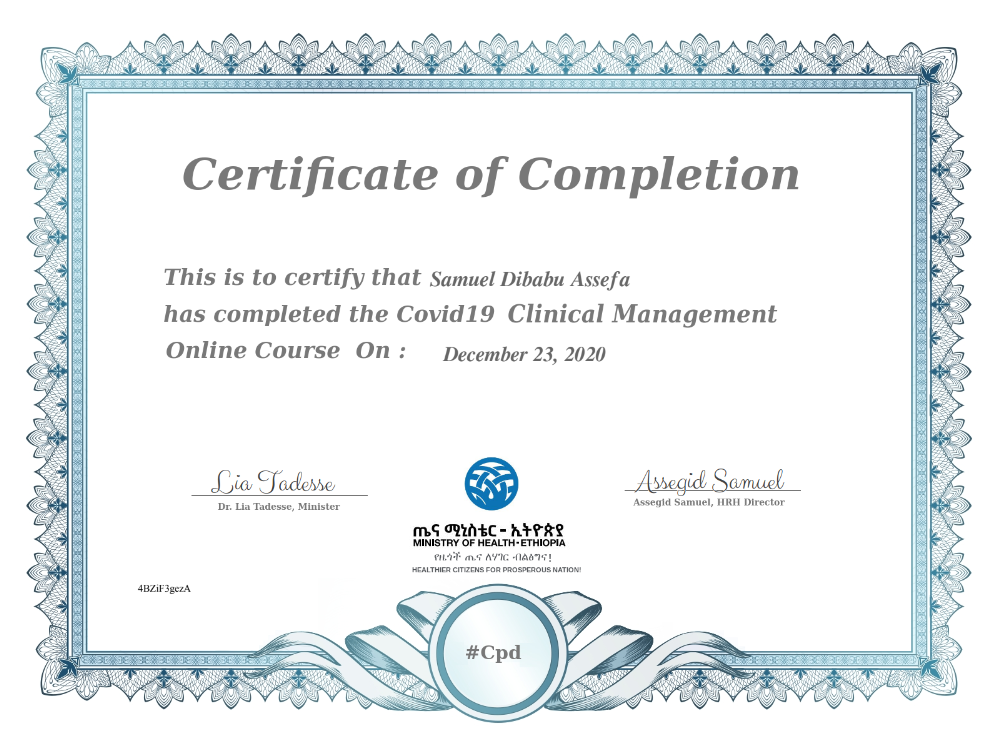 Certificate of Completion
This is to certify that Samuel Dibabu Assefa
has completed the Covid19 Clinical Management
Online Course On : December 23, 2020
Lia Tadesse
Assegid Samuel
Dr. Lia Tadesse, Minister
Assegid Samuel, HRH Director
ጤና ሚኒስቴር - ኢትዮጵያ
MINISTRY OF HEALTH - ETHIOPIA
የዜጎች ጤና ለሃገር ብልፅግና!
HEALTHIER CITIZENS FOR PROSPEROUS NATION!
4BZiF3gezA
#Cpd